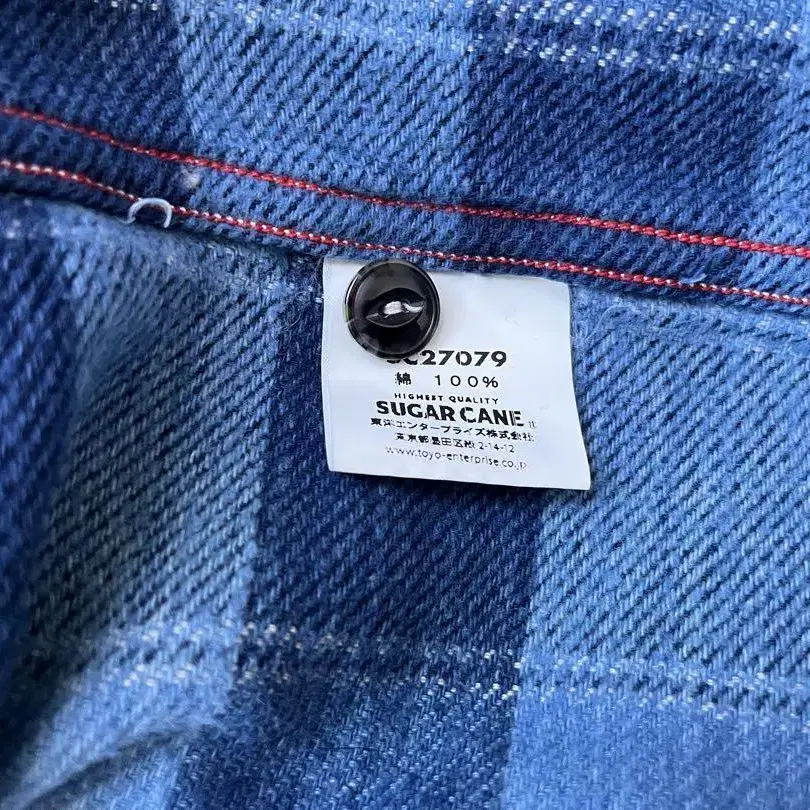 SC27079
綿 100%
HIGHEST QUALITY
SUGAR CANE
東洋エンタープライズ株式会社
東京都墨田区 2-14-12
www.toyo-enterprise.co.jp